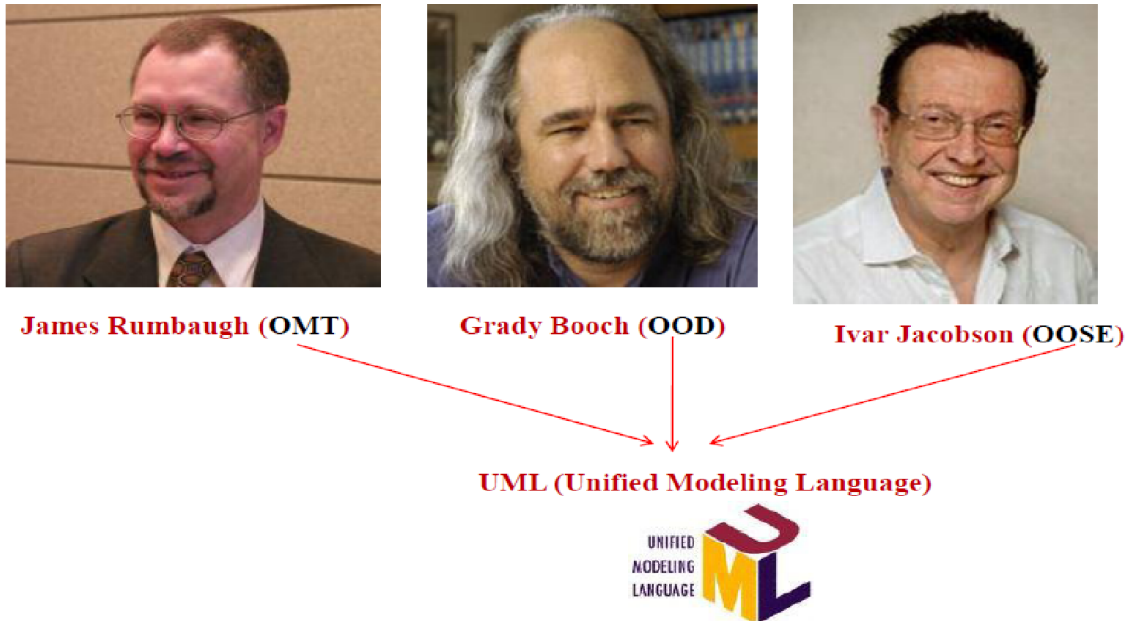 James Rumbaugh (OMT)
Grady Booch (OOD)
Ivar Jacobson (OOSE)
UML (Unified Modeling Language)
UNIFIED
MODELING
LANGUAGE
UML